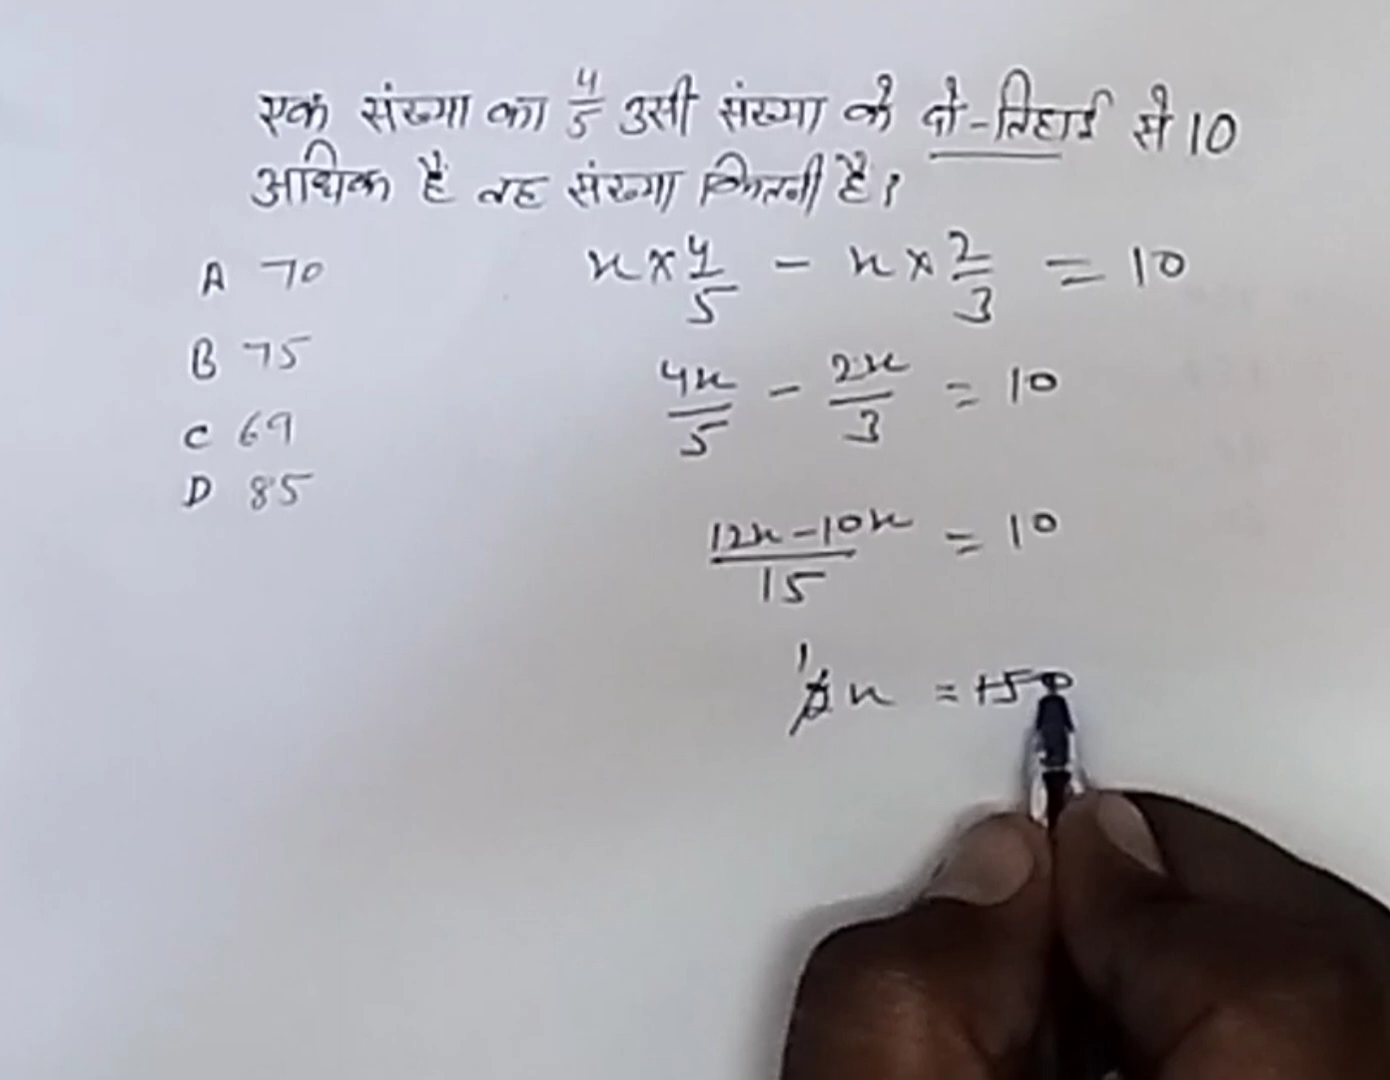 एक संख्या का 4/5 उसी संख्या के दो-तिहाई से 10
अधिक है वह संख्या कितनी है?
A 70
B 75
C 69
D 85
x × 4/5 - x × 2/3 = 10
4x/5 - 2x/3 = 10
12x - 10x/15 = 10
1
2x = 150